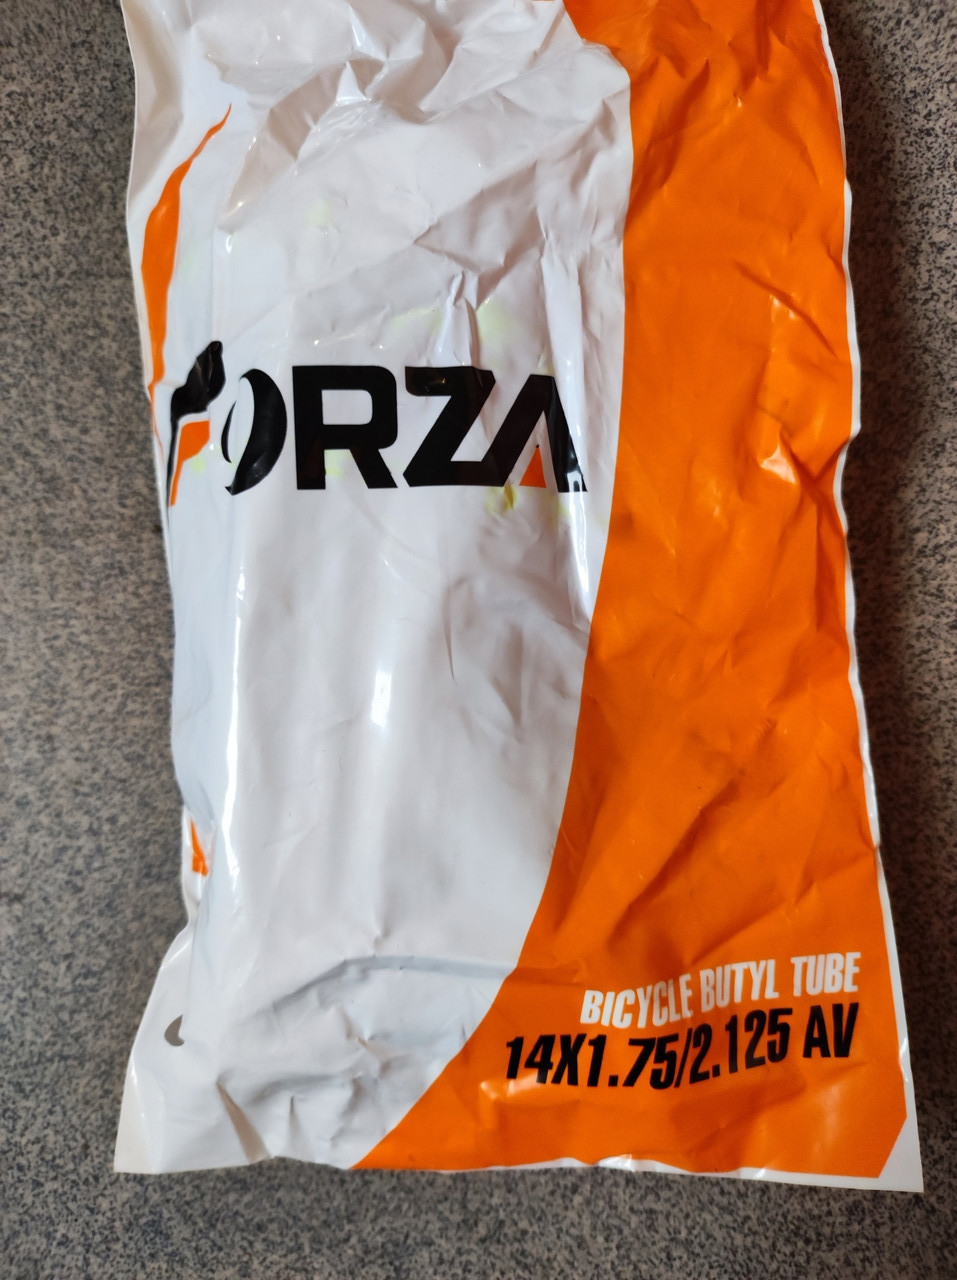 FORZA
BICYCLE BUTYL TUBE
14X1.75/2.125 AV